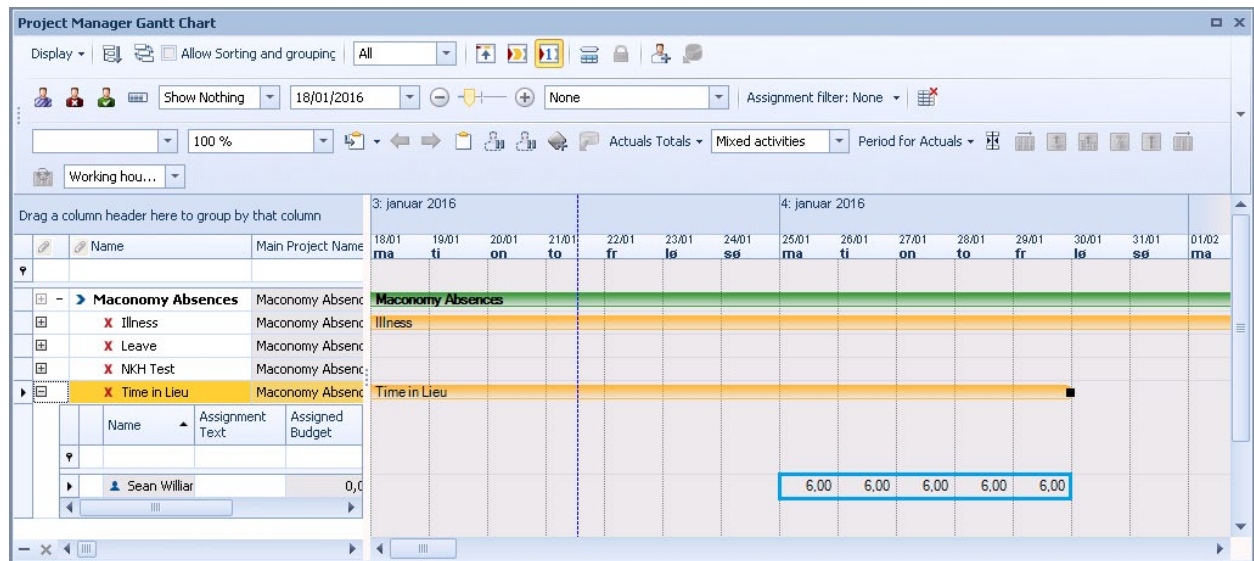 Project Manager Gantt Chart
Display Allow Sorting and grouping All
Show Nothing 18/01/2016 None Assignment filter: None
100 % Actuals Totals Mixed activities Period for Actuals
Working hou...
Drag a column header here to group by that column
3: januar 2016 4: januar 2016
Name Main Project Name
18/01 19/01 20/01 21/01 22/01 23/01 24/01 25/01 26/01 27/01 28/01 29/01 30/01 31/01 01/02
ma ti on to fr lø sø ma ti on to fr lø sø ma
Maconomy Absences Maconomy Absenc Maconomy Absences
Illness Maconomy Absenc Illness
Leave Maconomy Absenc
NKH Test Maconomy Absenc
Time in Lieu Maconomy Absenc Time in Lieu
Name Assignment Text Assigned Budget
Sean Williar 0,0 6,00 6,00 6,00 6,00 6,00